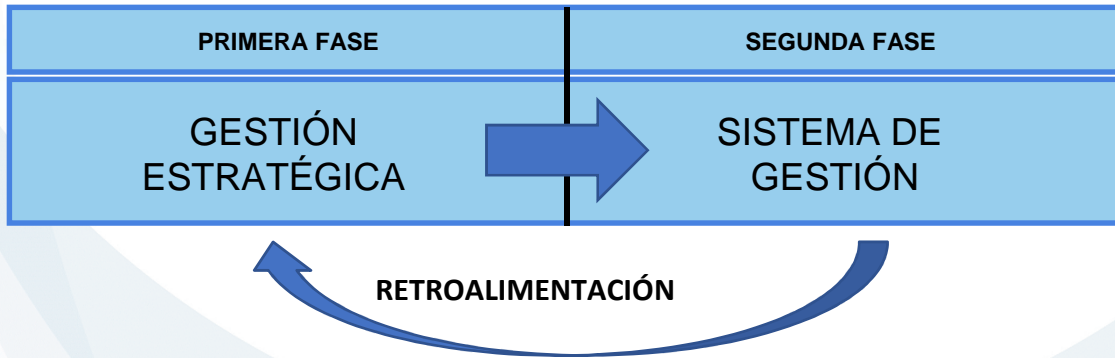 PRIMERA FASE
SEGUNDA FASE
GESTIÓN
ESTRATÉGICA
SISTEMA DE
GESTIÓN
RETROALIMENTACIÓN